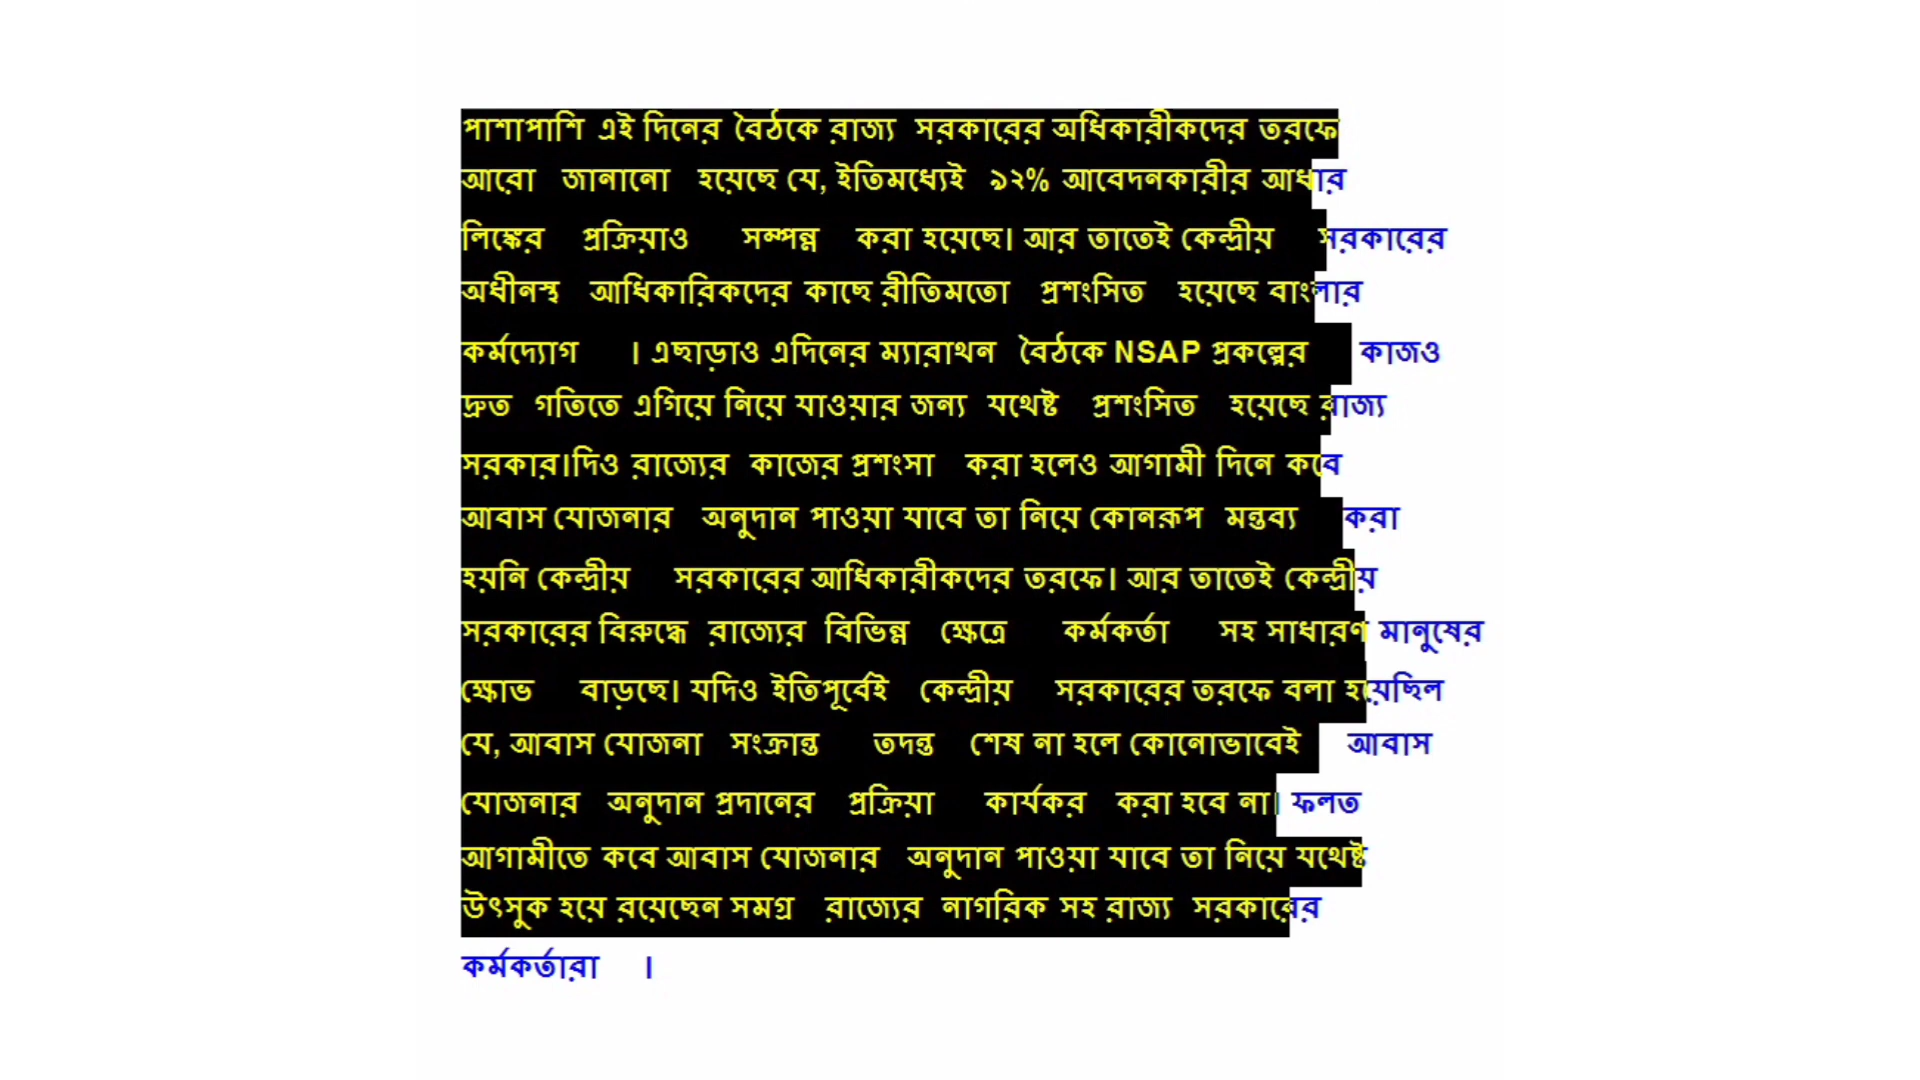 পাশাপাশি এই দিনের বৈঠকে রাজ্য সরকারের অধিকারীকদের তরফে
আরো জানানো হয়েছে যে, ইতিমধ্যেই ৯২% আবেদনকারীর আধার
লিঙ্কের প্রক্রিয়াও সম্পন্ন করা হয়েছে। আর তাতেই কেন্দ্রীয় সরকারের
অধীনস্থ আধিকারিকদের কাছে রীতিমতো প্রশংসিত হয়েছে বাংলার
কর্মদ্যোগ । এছাড়াও এদিনের ম্যারাথন বৈঠকে NSAP প্রকল্পের কাজও
দ্রুত গতিতে এগিয়ে নিয়ে যাওয়ার জন্য যথেষ্ট প্রশংসিত হয়েছে রাজ্য
সরকার।দিও রাজ্যের কাজের প্রশংসা করা হলেও আগামী দিনে কবে
আবাস যোজনার অনুদান পাওয়া যাবে তা নিয়ে কোনরূপ মন্তব্য করা
হয়নি কেন্দ্রীয় সরকারের আধিকারীকদের তরফে। আর তাতেই কেন্দ্রীয়
সরকারের বিরুদ্ধে রাজ্যের বিভিন্ন ক্ষেত্রে কর্মকর্তা সহ সাধারণ মানুষের
ক্ষোভ বাড়ছে। যদিও ইতিপূর্বেই কেন্দ্রীয় সরকারের তরফে বলা হয়েছিল
যে, আবাস যোজনা সংক্রান্ত তদন্ত শেষ না হলে কোনোভাবেই আবাস
যোজনার অনুদান প্রদানের প্রক্রিয়া কার্যকর করা হবে না। ফলত
আগামীতে কবে আবাস যোজনার অনুদান পাওয়া যাবে তা নিয়ে যথেষ্ট
উৎসুক হয়ে রয়েছেন সমগ্র রাজ্যের নাগরিক সহ রাজ্য সরকারের
কর্মকর্তারা ।